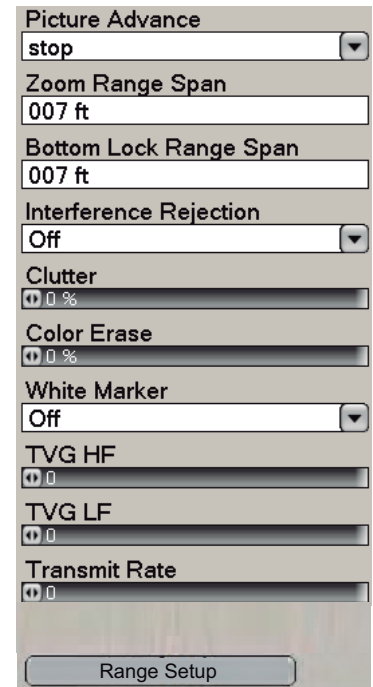 Picture Advance
stop
Zoom Range Span
007 ft
Bottom Lock Range Span
007 ft
Interference Rejection
Off
Clutter
0 %
Color Erase
0 %
White Marker
Off
TVG HF
0
TVG LF
0
Transmit Rate
0
Range Setup